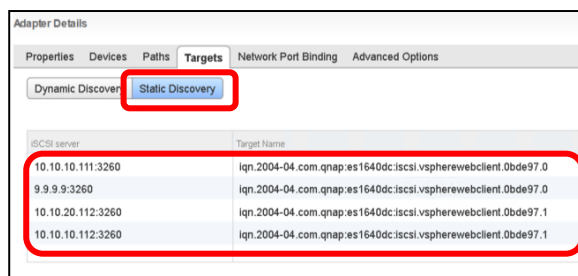 Adapter Details
Properties Devices Paths Targets Network Port Binding Advanced Options
Dynamic Discovery Static Discovery
iSCSI server Target Name
10.10.10.111:3260 iqn.2004-04.com.qnap:es1640dc:iscsi.vspherewebclient.0bde97.0
9.9.9.9:3260 iqn.2004-04.com.qnap:es1640dc:iscsi.vspherewebclient.0bde97.0
10.10.20.112:3260 iqn.2004-04.com.qnap:es1640dc:iscsi.vspherewebclient.0bde97.1
10.10.10.112:3260 iqn.2004-04.com.qnap:es1640dc:iscsi.vspherewebclient.0bde97.1